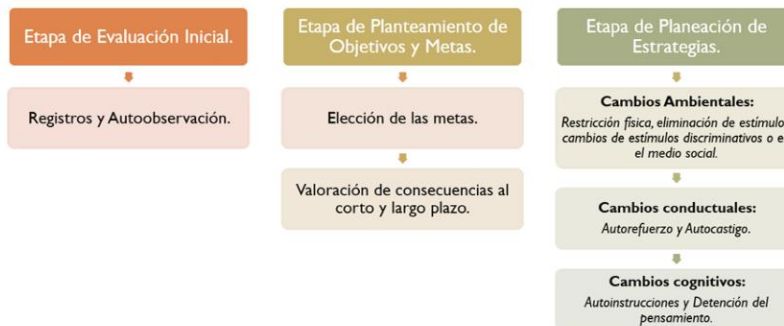 Etapa de Evaluación Inicial.
Registros y Autoobservación.
Etapa de Planteamiento de
Objetivos y Metas.
Elección de las metas.
Valoración de consecuencias al
corto y largo plazo.
Etapa de Planeación de
Estrategias.
Cambios Ambientales:
Restricción física, eliminación de estímulo
cambios de estímulos discriminativos o e
el medio social.
Cambios conductuales:
Autorefuerzo y Autocastigo.
Cambios cognitivos:
Autoinstrucciones y Detención del
pensamiento.